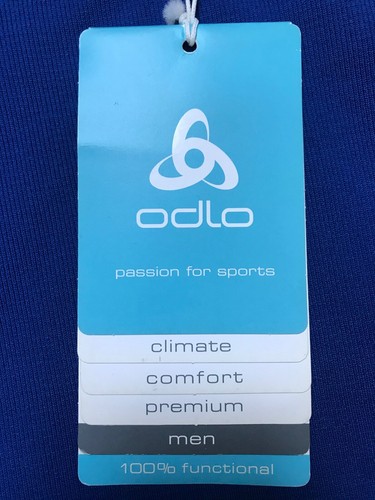 odlo
passion for sports
climate
comfort
premium
men
100% functional